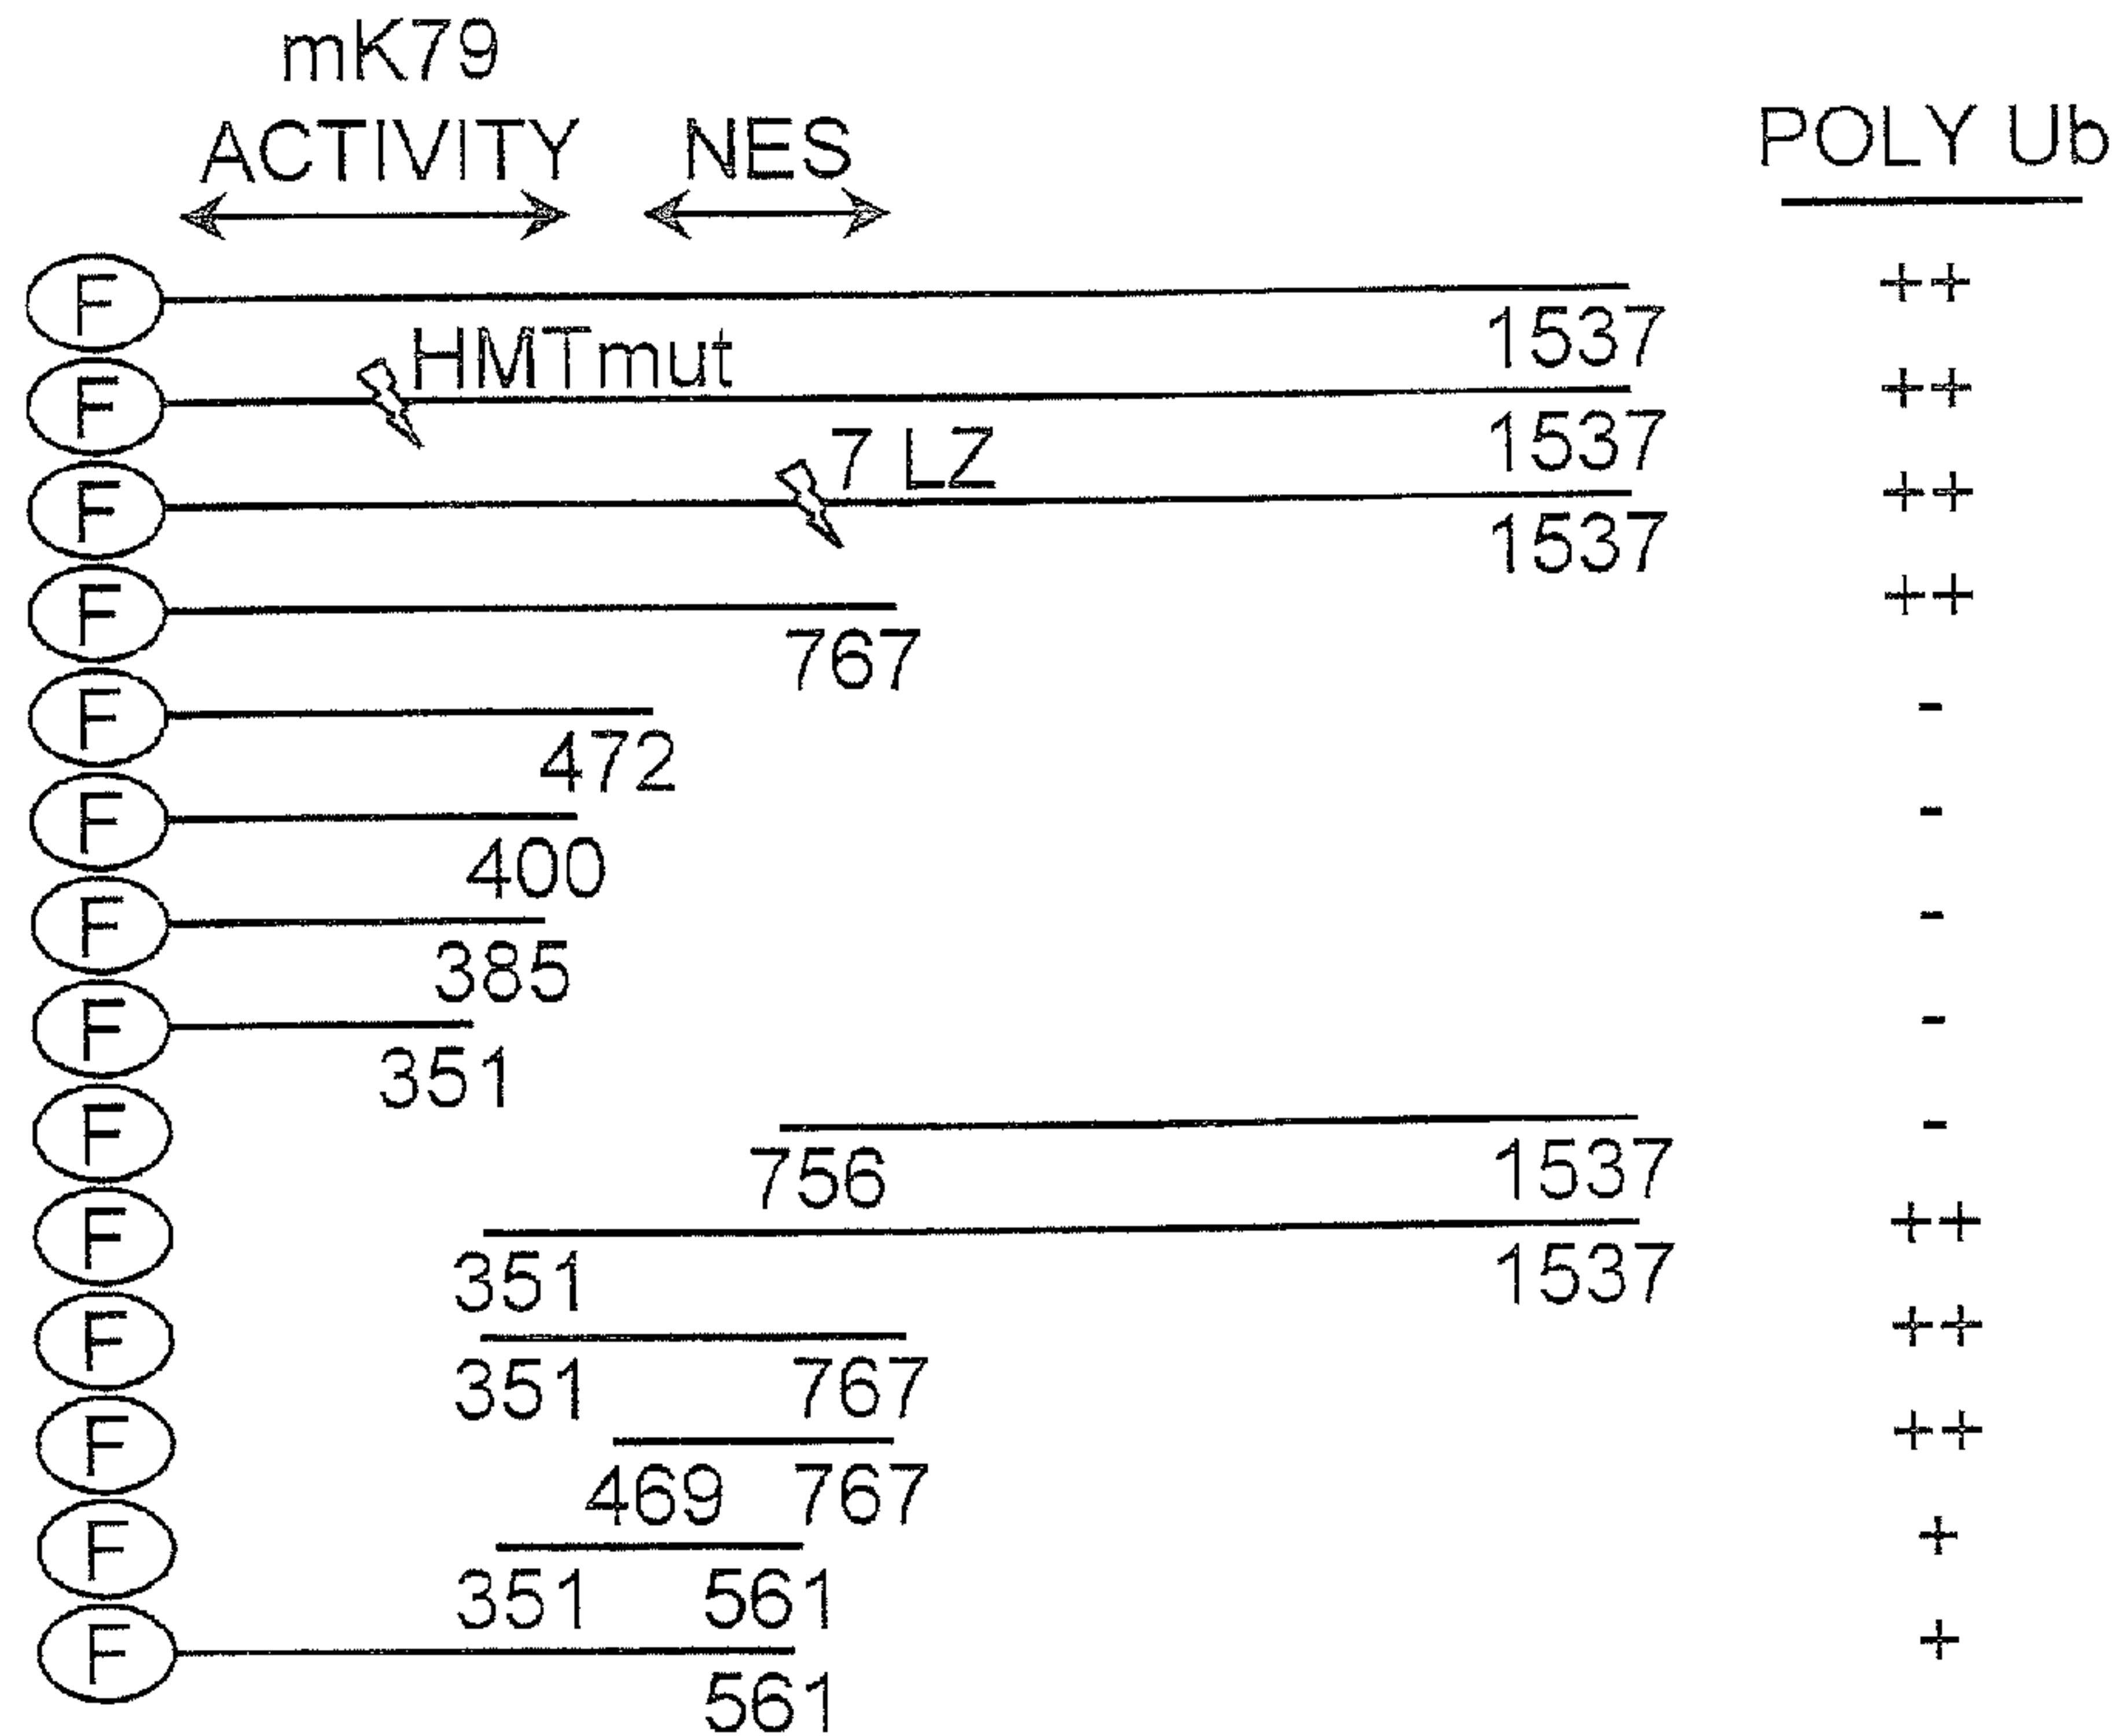 mK79
ACTIVITY NES POLY Ub
F ++
1537
HMTmut
F ++
1537
7 LZ
F ++
1537
F ++
767
F -
472
F -
400
F -
385
F -
351
F -
756 1537
F ++
351 1537
F ++
351 767
F ++
469 767
F +
351 561
F +
561